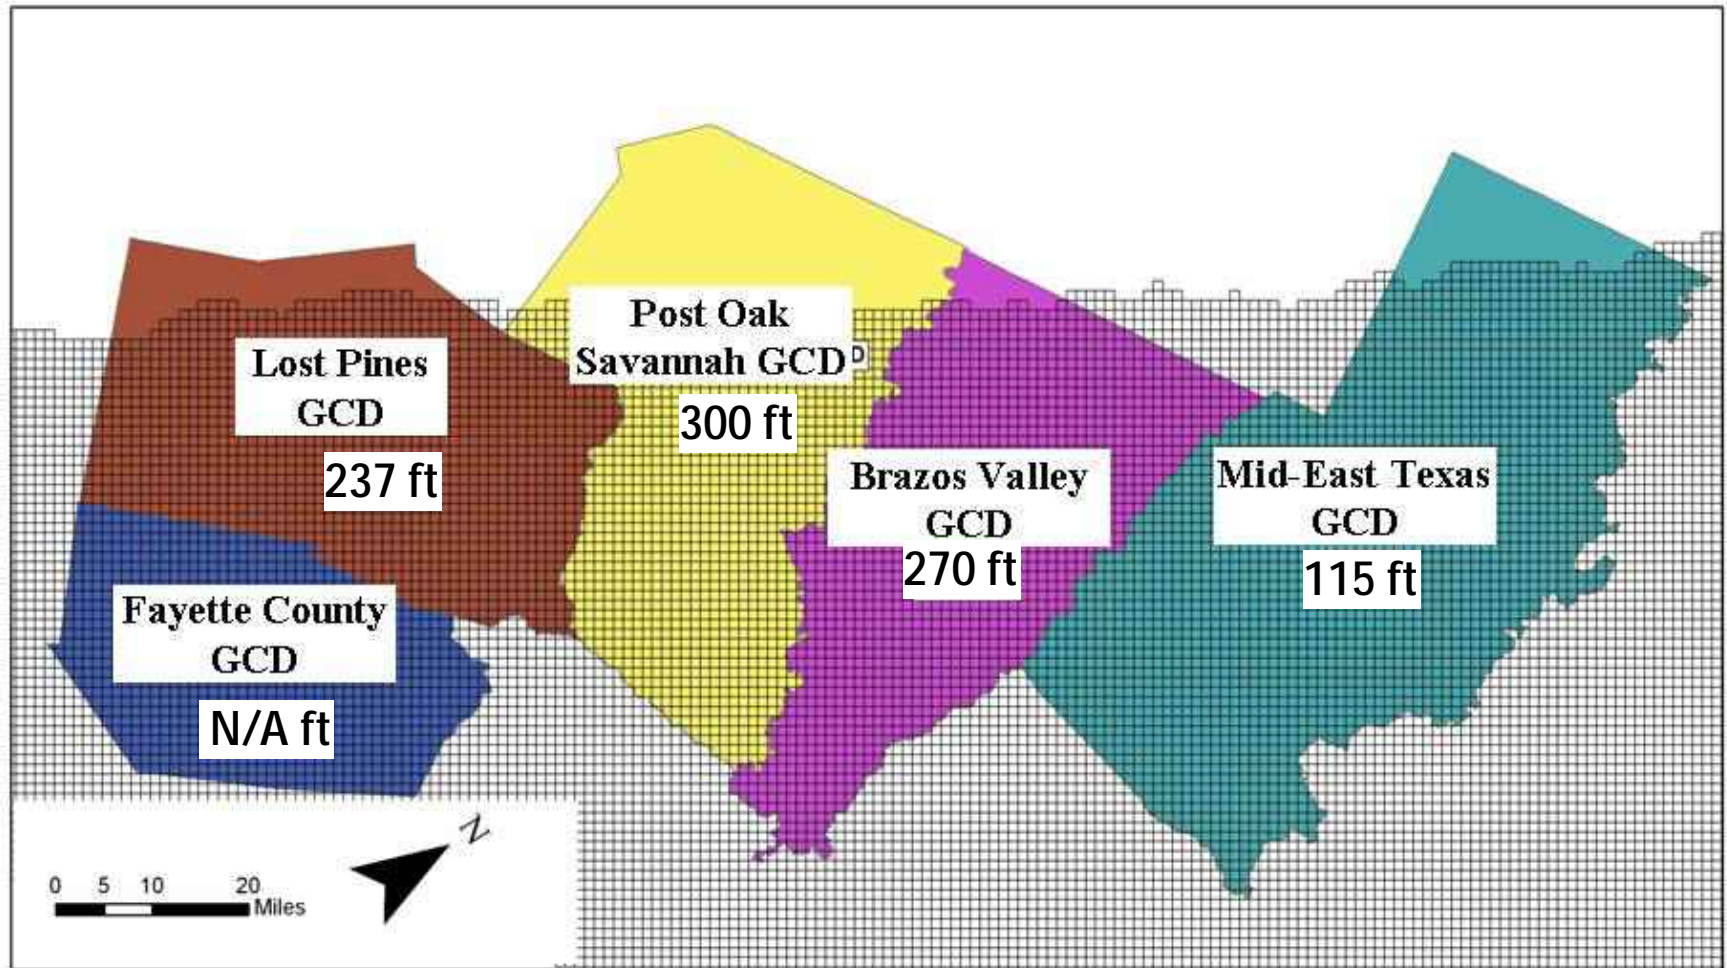 Post Oak
Savannah GCD
D
300 ft
Lost Pines
GCD
237 ft
Brazos Valley
GCD
270 ft
Mid-East Texas
GCD
115 ft
Fayette County
GCD
N/A ft
N
0 5 10 20
Miles